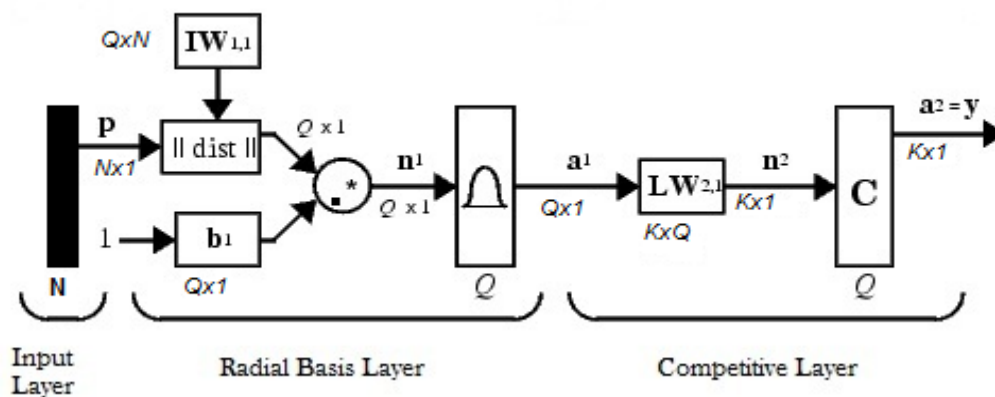 QxN
IW1,1
p
Nx1
|| dist ||
Q x 1
.*
n1
Q x 1
a1
Qx1
LW2,1
KxQ
n2
Kx1
C
a2 = y
Kx1
1
b1
Qx1
N
Q
Q
Input
Layer
Radial Basis Layer
Competitive Layer